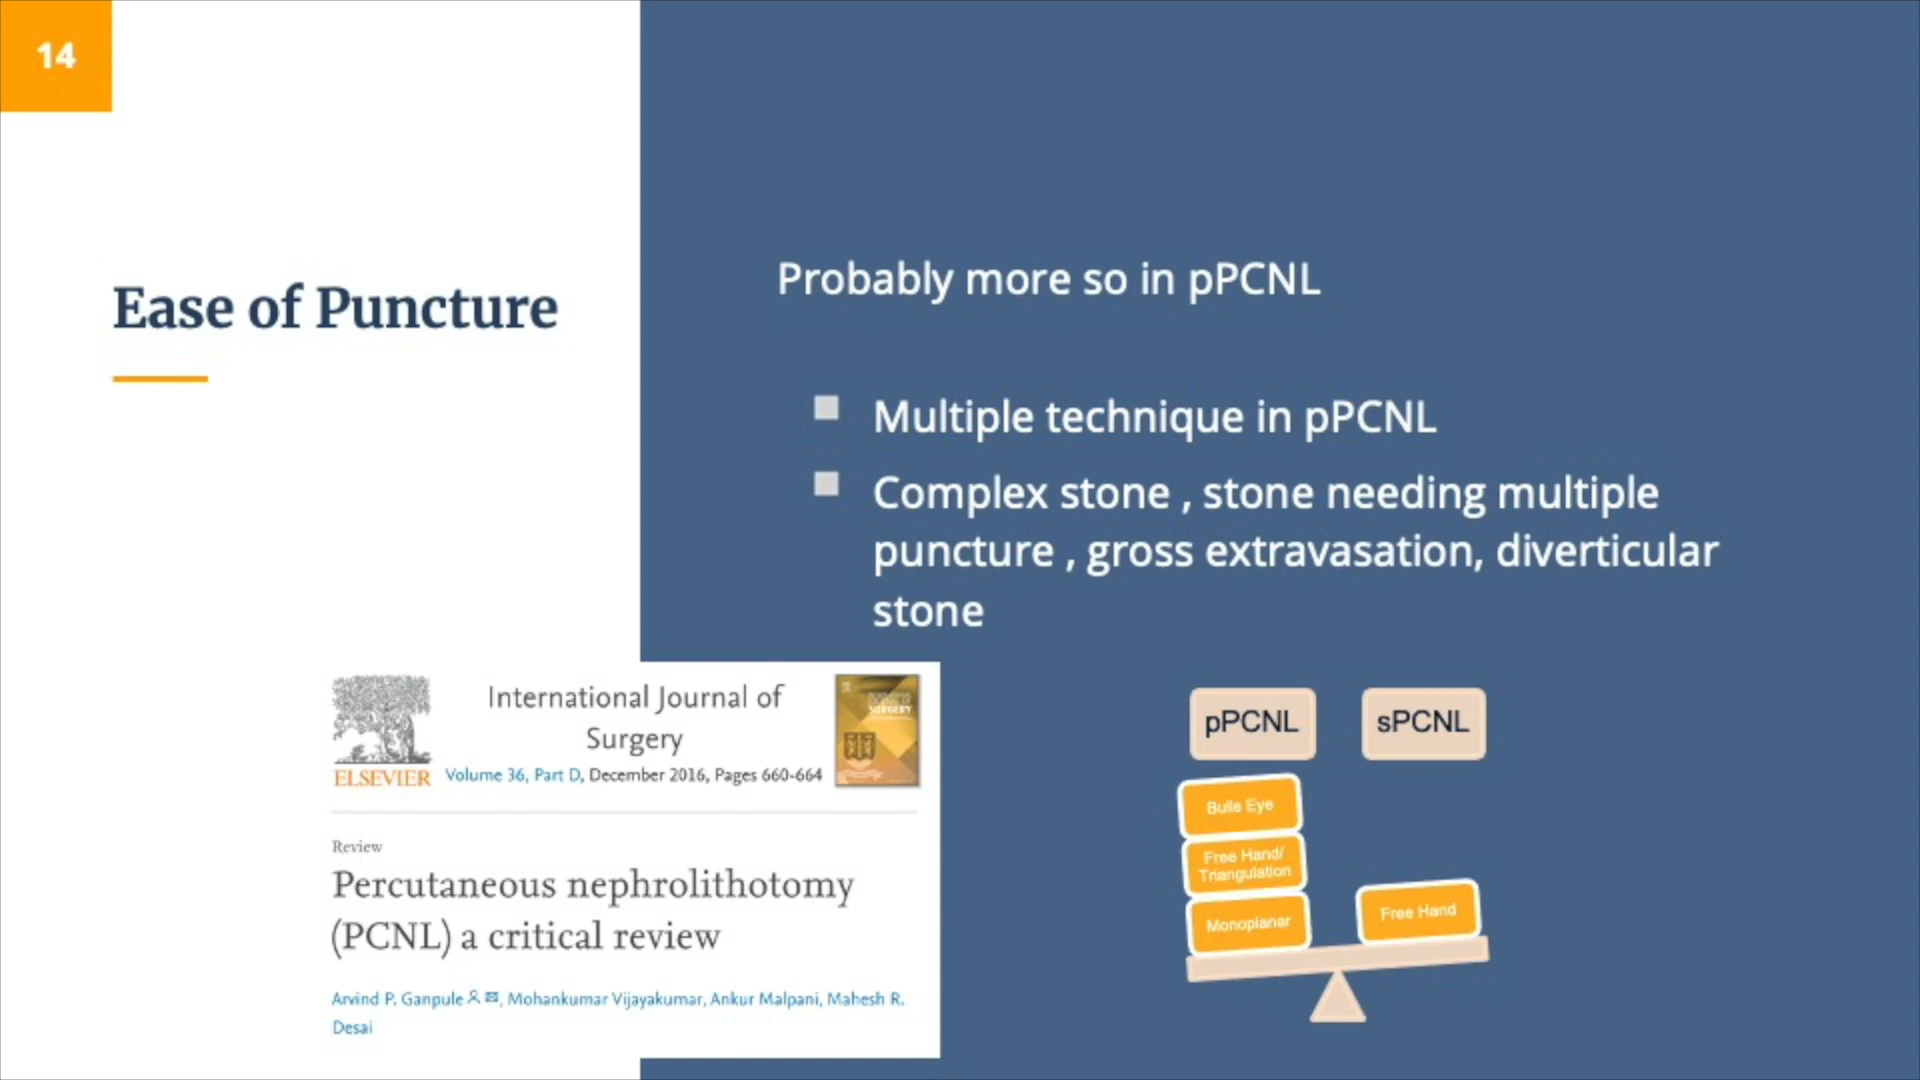 14
Ease of Puncture
Probably more so in pPCNL
Multiple technique in pPCNL
Complex stone , stone needing multiple
puncture , gross extravasation, diverticular
stone
ELSEVIER
International Journal of
Surgery
Volume 36, Part D, December 2016, Pages 660-664
SURGERY
Review
Percutaneous nephrolithotomy
(PCNL) a critical review
Arvind P. Ganpule, Mohankumar Vijayakumar, Ankur Malpani, Mahesh R.
Desai
pPCNL
sPCNL
Bulls Eye
Free Hand/
Triangulation
Monoplanar
Free Hand